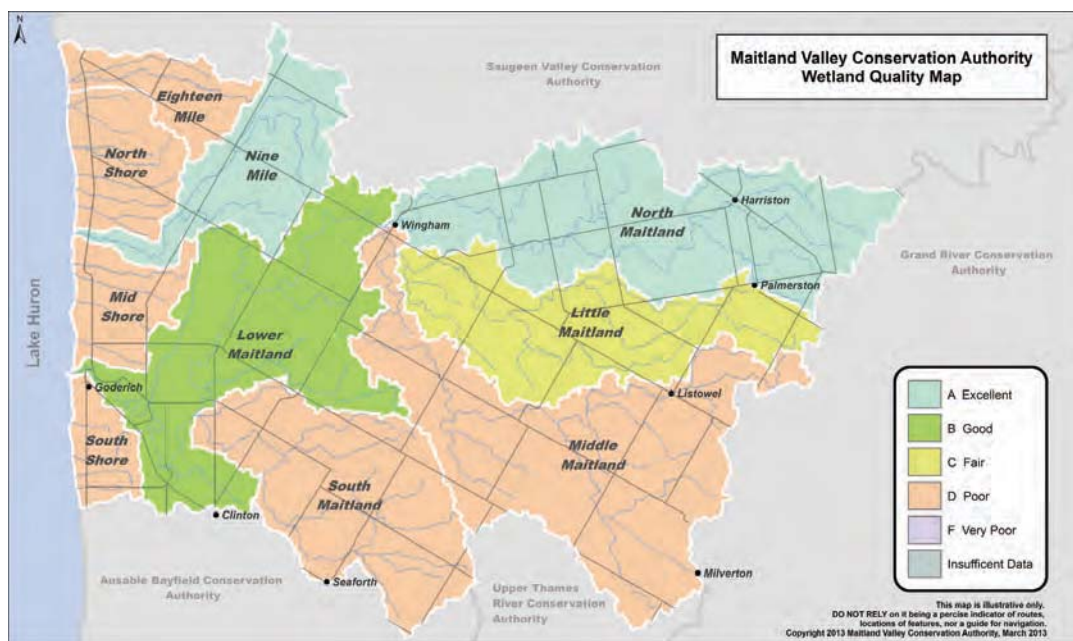 N
Maitland Valley Conservation Authority
Wetland Quality Map
Saugeen Valley Conservation
Authority
Eighteen
Mile
North
Shore
Nine
Mile
Wingham
North
Maitland
Harriston
Grand River Conservation
Authority
Palmerston
Mid
Shore
Lake Huron
Lower
Maitland
Little
Maitland
Goderich
Listowel
South
Shore
Middle
Maitland
South
Maitland
Clinton
Seaforth
Milverton
Ausable Bayfield Conservation
Authority
Upper Thames
River Conservation
Authority
A Excellent
B Good
C Fair
D Poor
F Very Poor
Insufficent Data
This map is illustrative only.
DO NOT RELY on it being a percise indicator of routes,
locations of features, nor a guide for navigation.
Copyright 2013 Maitland Valley Conservation Authority, March 2013